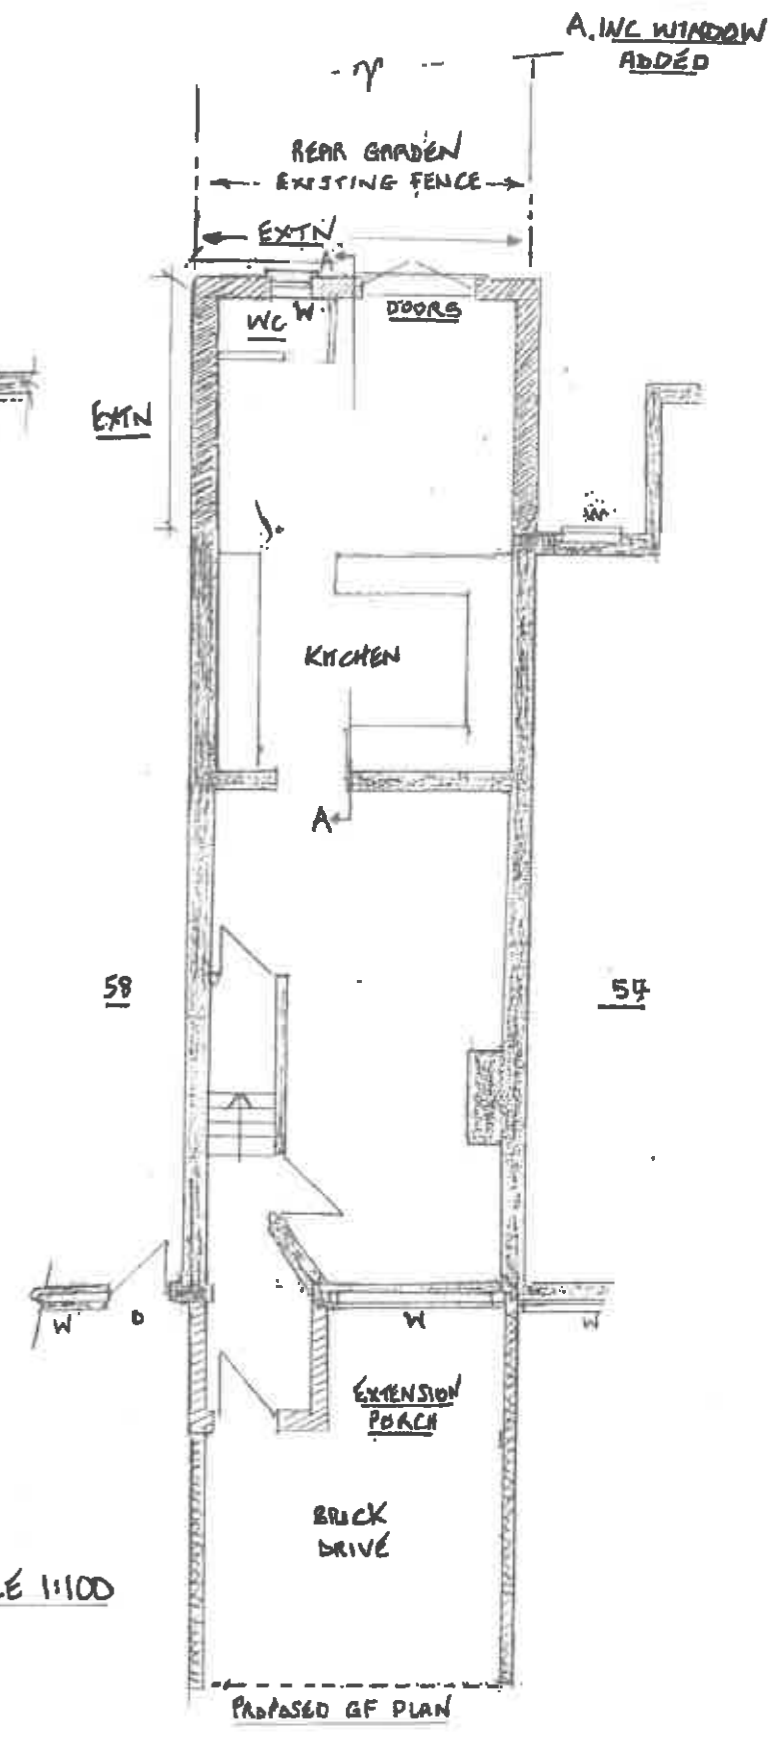 A. INC WINDOW
ADDED
REAR GARDEN
EXISTING FENCE
EXTN
A
W
WC
DOORS
EXTN
W
KITCHEN
A
58
54
W
D
W
W
EXTENSION
PORCH
BRICK
DRIVE
1:100
PROPOSED GF PLAN